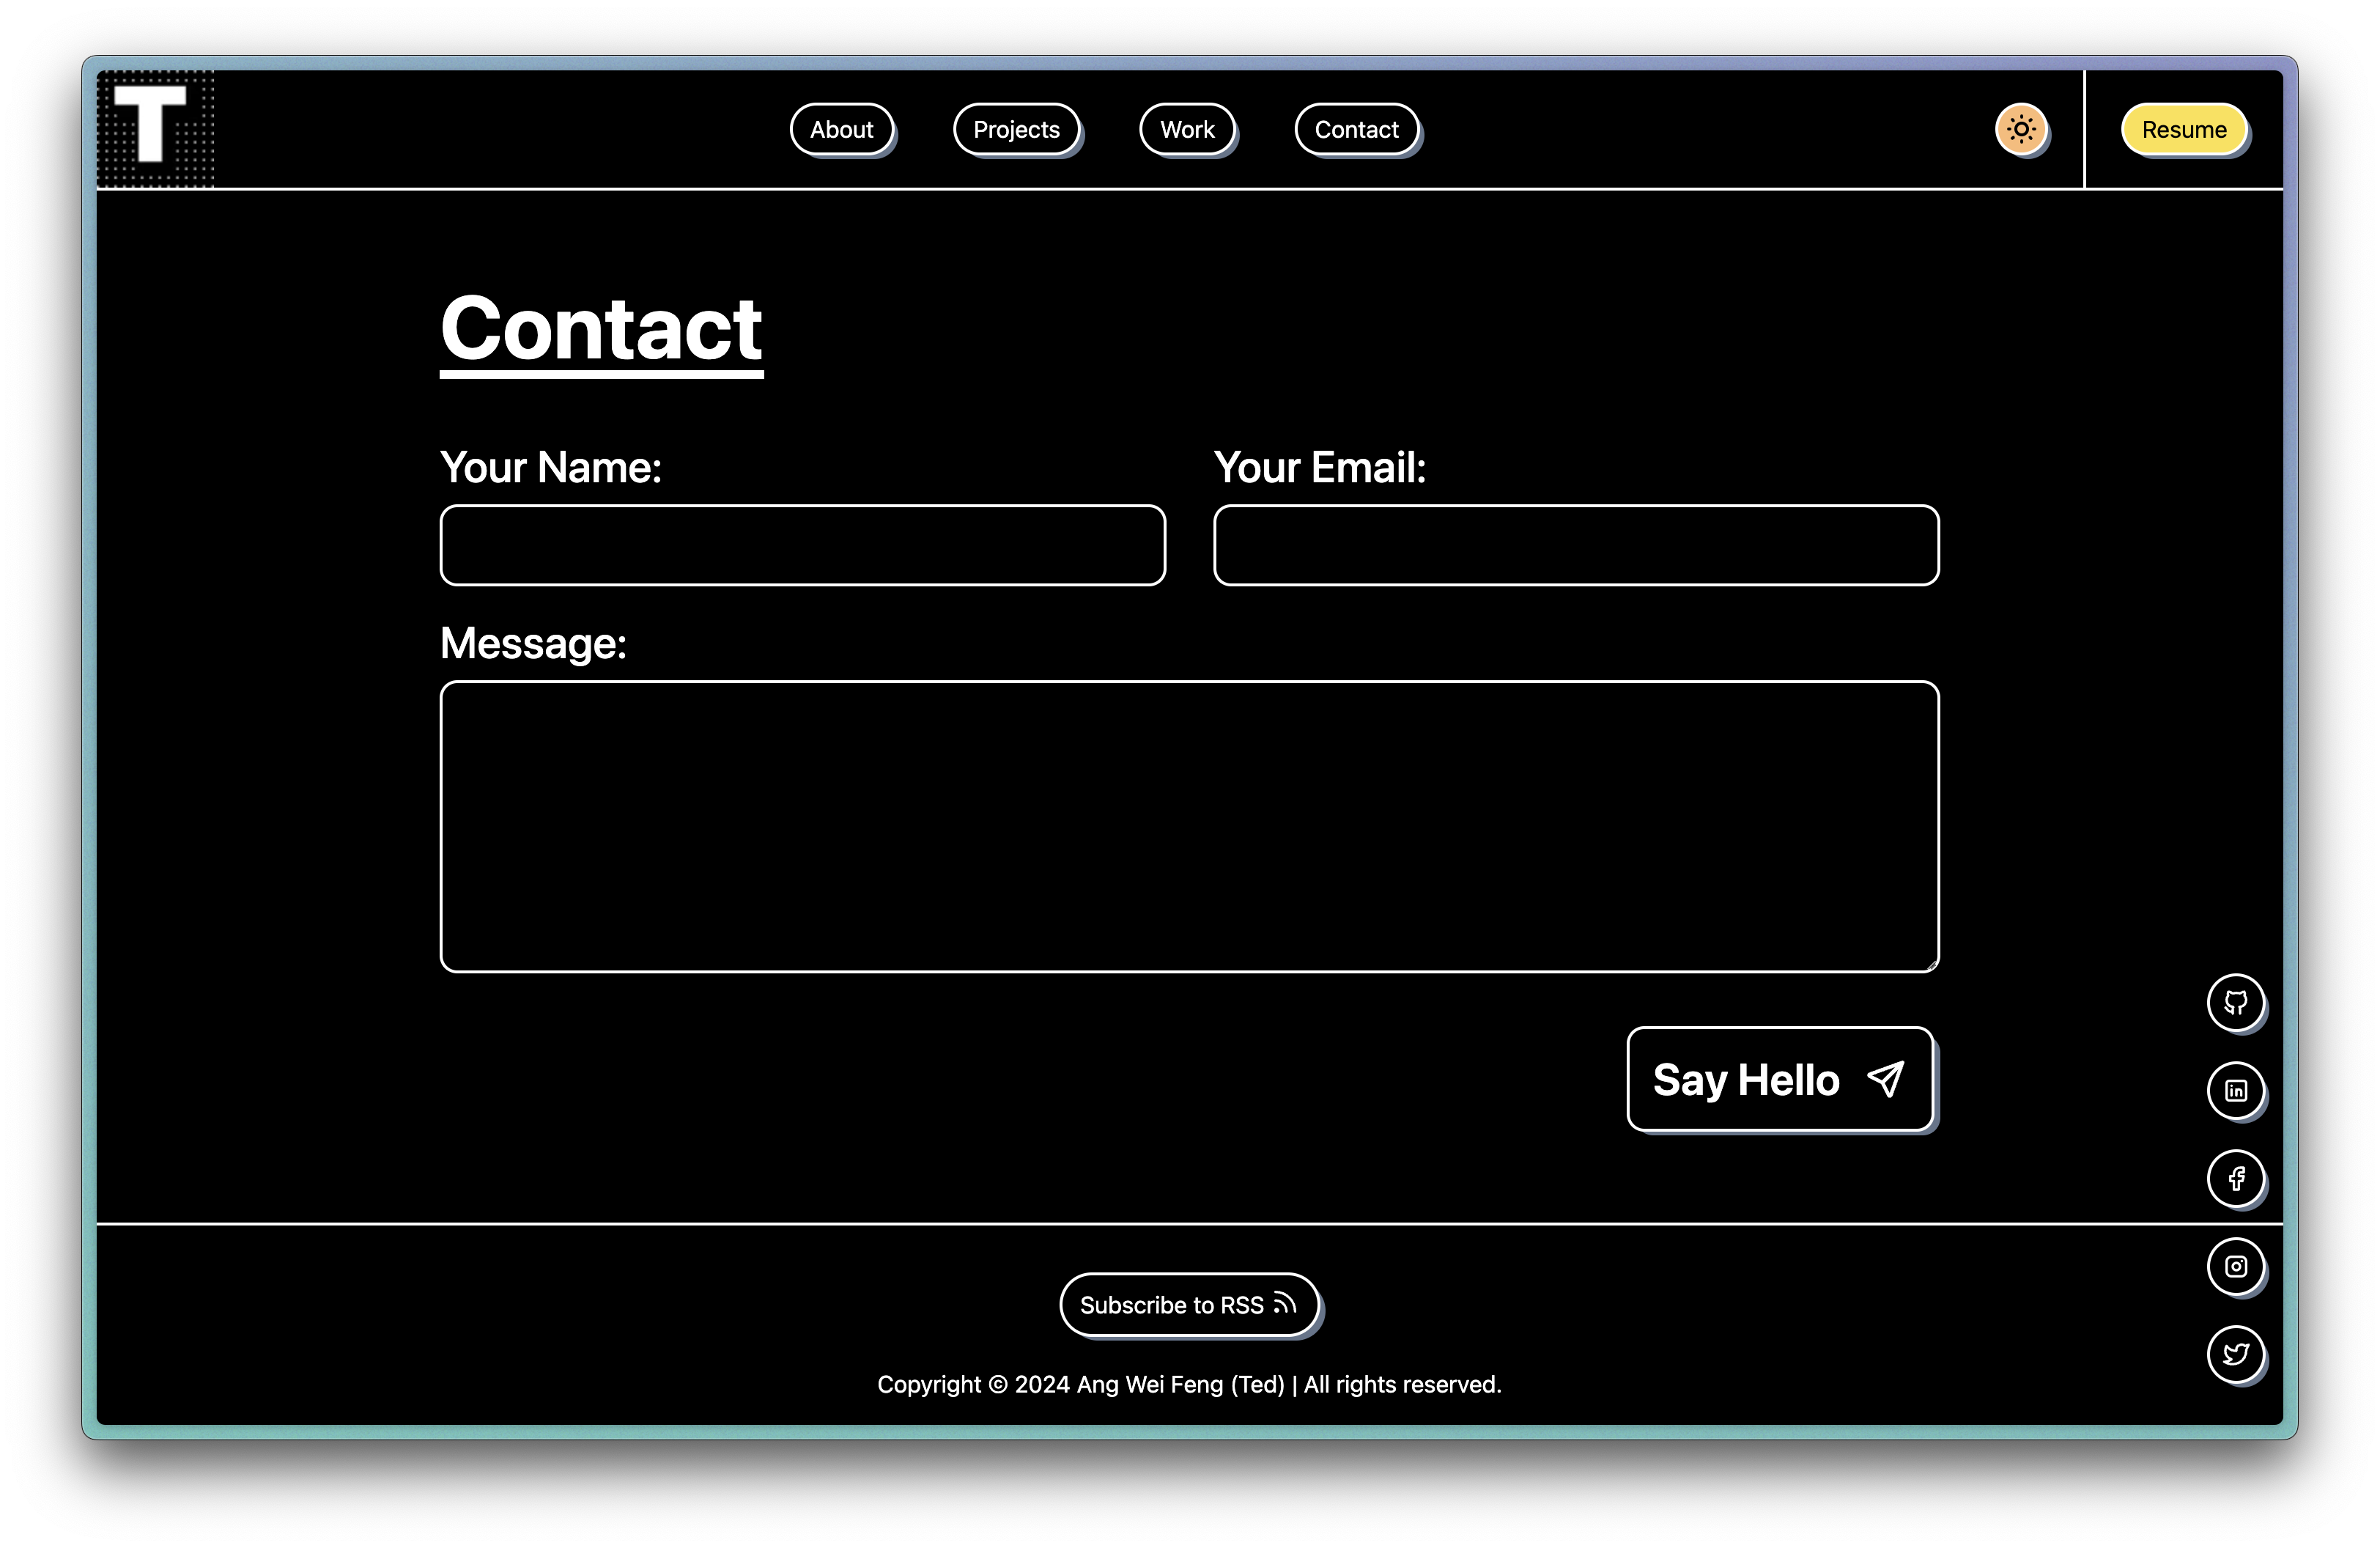 T
About Projects Work Contact Resume
Contact
Your Name: Your Email:
Message:
Say Hello
Subscribe to RSS
Copyright © 2024 Ang Wei Feng (Ted) | All rights reserved.